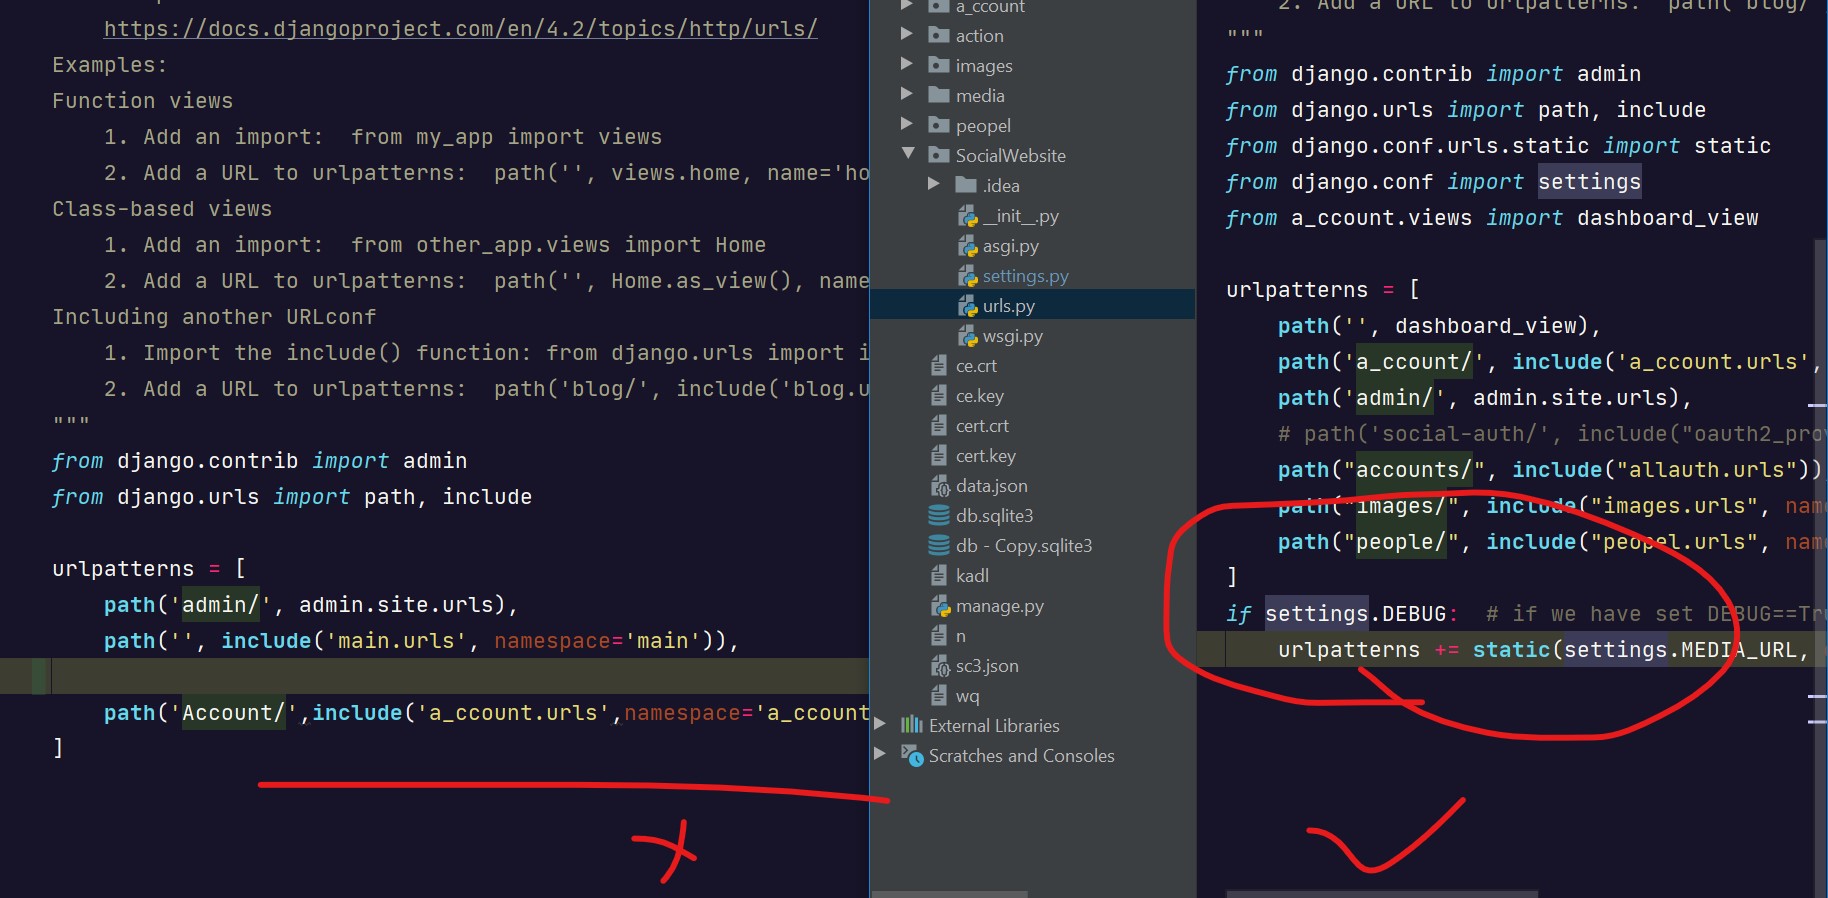 https://docs.djangoproject.com/en/4.2/topics/http/urls/
Examples:
Function views
1. Add an import:  from my_app import views
2. Add a URL to urlpatterns:  path('', views.home, name='ho
Class-based views
1. Add an import:  from other_app.views import Home
2. Add a URL to urlpatterns:  path('', Home.as_view(), name
Including another URLconf
1. Import the include() function: from django.urls import i
2. Add a URL to urlpatterns:  path('blog/', include('blog.u
"""
from django.contrib import admin
from django.urls import path, include
urlpatterns = [
path('admin/', admin.site.urls),
path('', include('main.urls', namespace='main')),
path('Account/',include('a_ccount.urls',namespace='a_ccount
]
a_ccount
action
images
media
peopel
SocialWebsite
.idea
__init__.py
asgi.py
settings.py
urls.py
wsgi.py
ce.crt
ce.key
cert.crt
cert.key
data.json
db.sqlite3
db - Copy.sqlite3
kadl
manage.py
n
sc3.json
wq
External Libraries
Scratches and Consoles
2. Add a URL to urlpatterns:  path('blog/'
"""
from django.contrib import admin
from django.urls import path, include
from django.conf.urls.static import static
from django.conf import settings
from a_ccount.views import dashboard_view
urlpatterns = [
path('', dashboard_view),
path('a_ccount/', include('a_ccount.urls',
path('admin/', admin.site.urls),
# path('social-auth/', include("oauth2_pro
path("accounts/", include("allauth.urls"))
path("images/", include("images.urls", nam
path("people/", include("peopel.urls", nam
]
if settings.DEBUG:  # if we have set DEBUG==Tru
urlpatterns += static(settings.MEDIA_URL,